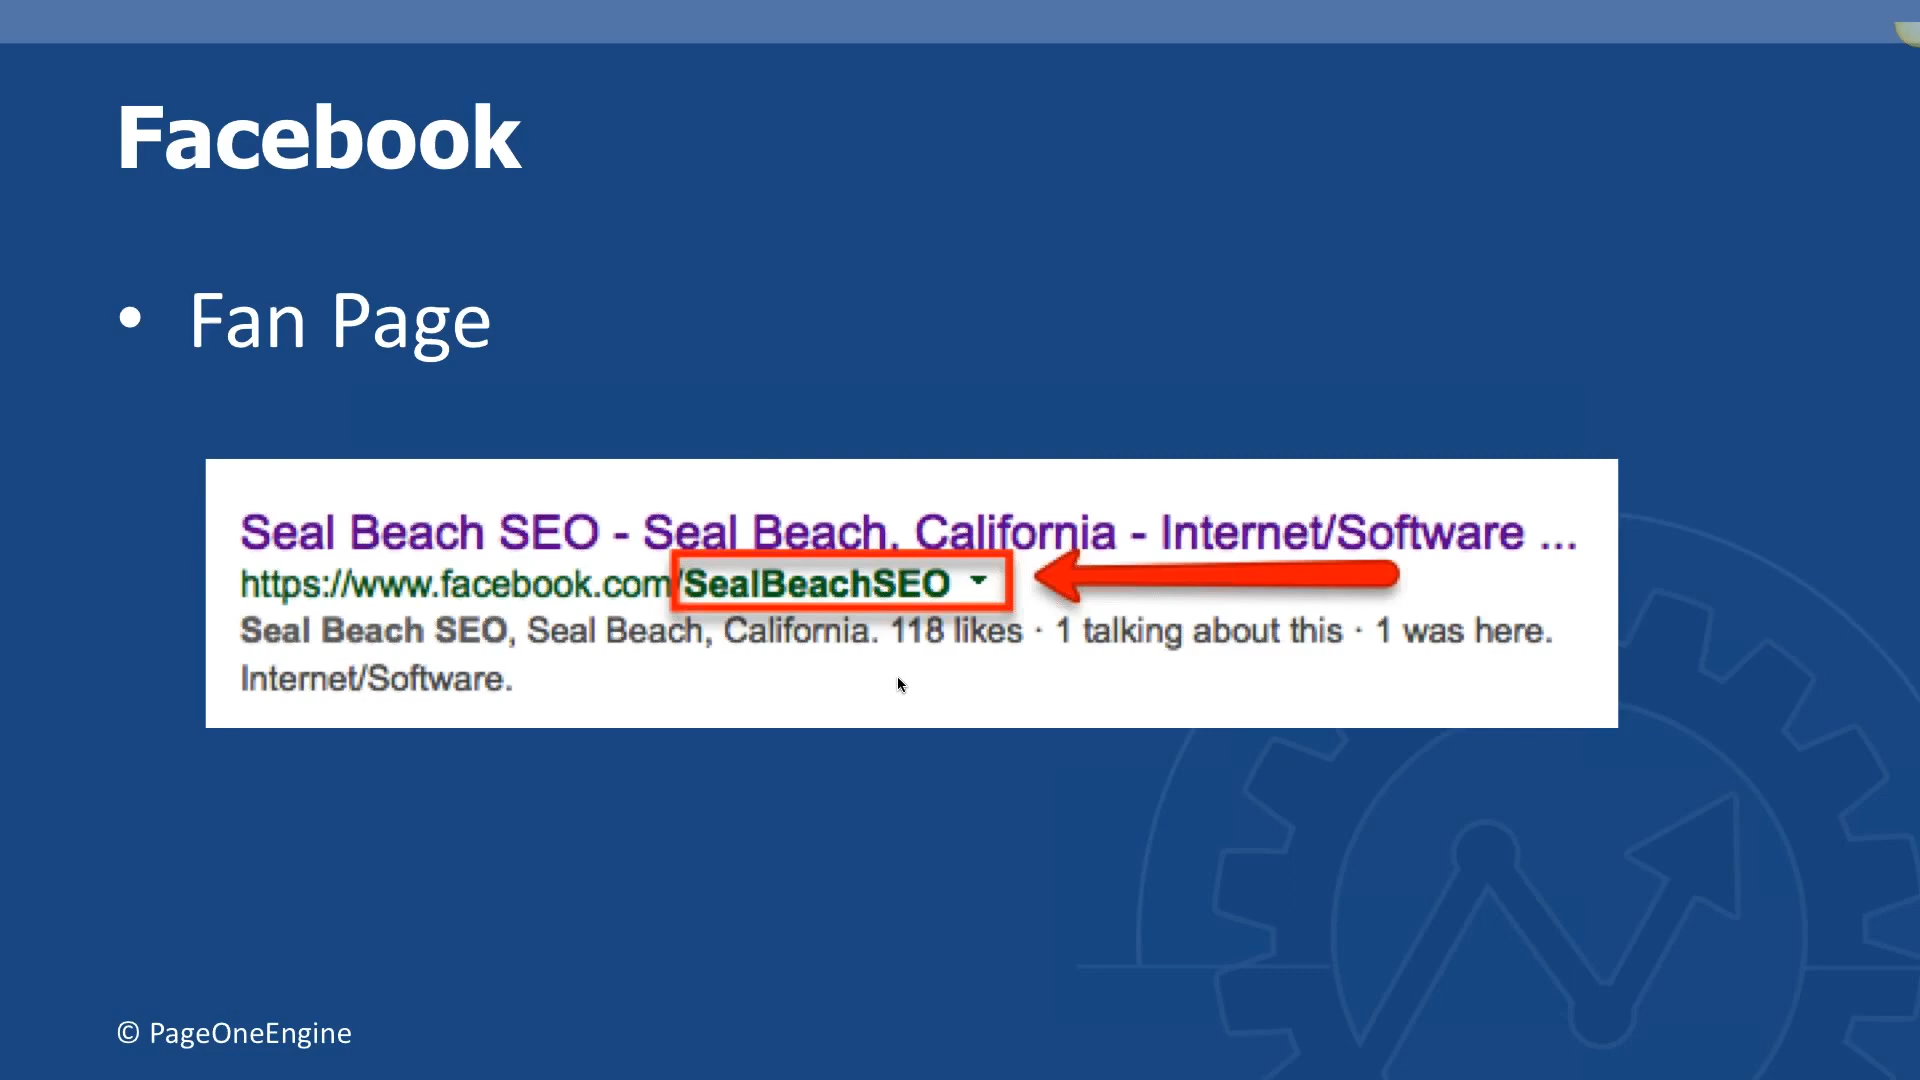 Facebook
• Fan Page
Seal Beach SEO - Seal Beach, California - Internet/Software ...
https://www.facebook.com/SealBeachSEO
Seal Beach SEO, Seal Beach, California. 118 likes · 1 talking about this · 1 was here.
Internet/Software.
© PageOneEngine